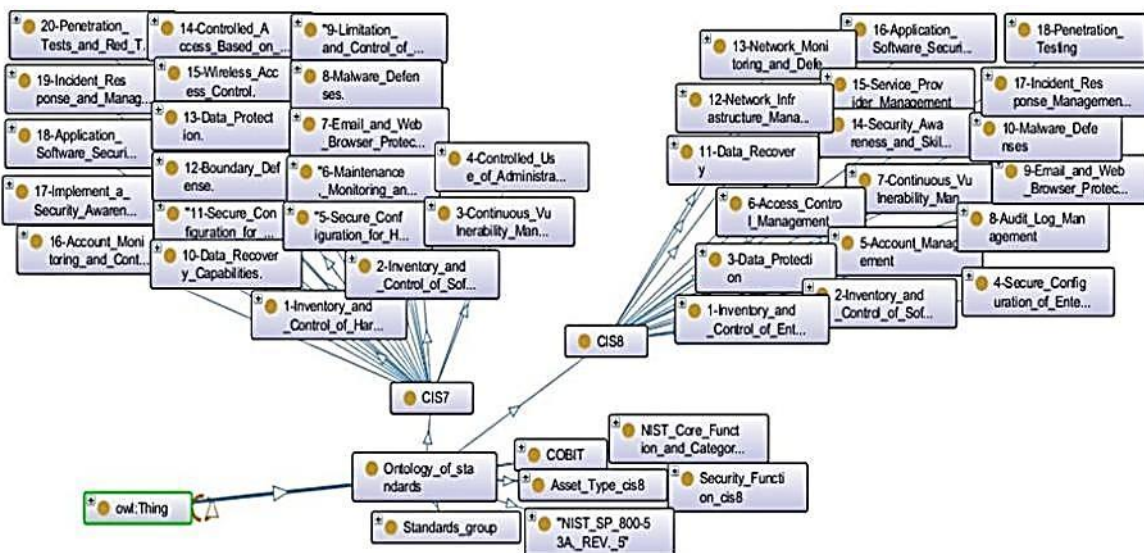 20-Penetration_
Tests_and_Red_T...
14-Controlled_A
ccess_Based_on_...
"9-Limitation_
_and_Control_of_...
19-Incident_Res
ponse_and_Manag...
15-Wireless_Acc
ess_Control.
8-Malware_Defen
ses.
18-Application_
Software_Securi...
13-Data_Protect
ion.
7-Email_and_Web
_Browser_Protec...
17-Implement_a_
Security_Awaren...
12-Boundary_Def
ense.
"6-Maintenance
,_Monitoring_an...
4-Controlled_Us
e_of_Administra...
16-Account_Moni
toring_and_Cont...
"11-Secure_Con
figuration_for_...
"5-Secure_Conf
iguration_for_H...
3-Continuous_Vu
lnerability_Man...
10-Data_Recover
y_Capabilities.
2-Inventory_and
_Control_of_Sof...
1-Inventory_and
_Control_of_Har...
CIS7
13-Network_Moni
toring_and_Defe...
16-Application_
Software_Securi...
18-Penetration_
Testing
12-Network_Infr
astructure_Mana...
15-Service_Prov
ider_Management
17-Incident_Res
ponse_Managemen...
11-Data_Recover
y
14-Security_Awa
reness_and_Skil...
10-Malware_Defe
nses
7-Continuous_Vu
lnerability_Man
9-Email_and_Web
_Browser_Protec...
6-Access_Contro
l_Management
8-Audit_Log_Man
agement
3-Data_Protecti
on
5-Account_Manag
ement
4-Secure_Config
uration_of_Ente...
1-Inventory_and
_Control_of_Ent...
2-Inventory_and
_Control_of_Sof...
CIS8
Ontology_of_sta
ndards
COBIT
NIST_Core_Funct
ion_and_Categor...
Asset_Type_cis8
Security_Functi
on_cis8
owl:Thing
Standards_group
"NIST_SP_800-5
3A,_REV._5"